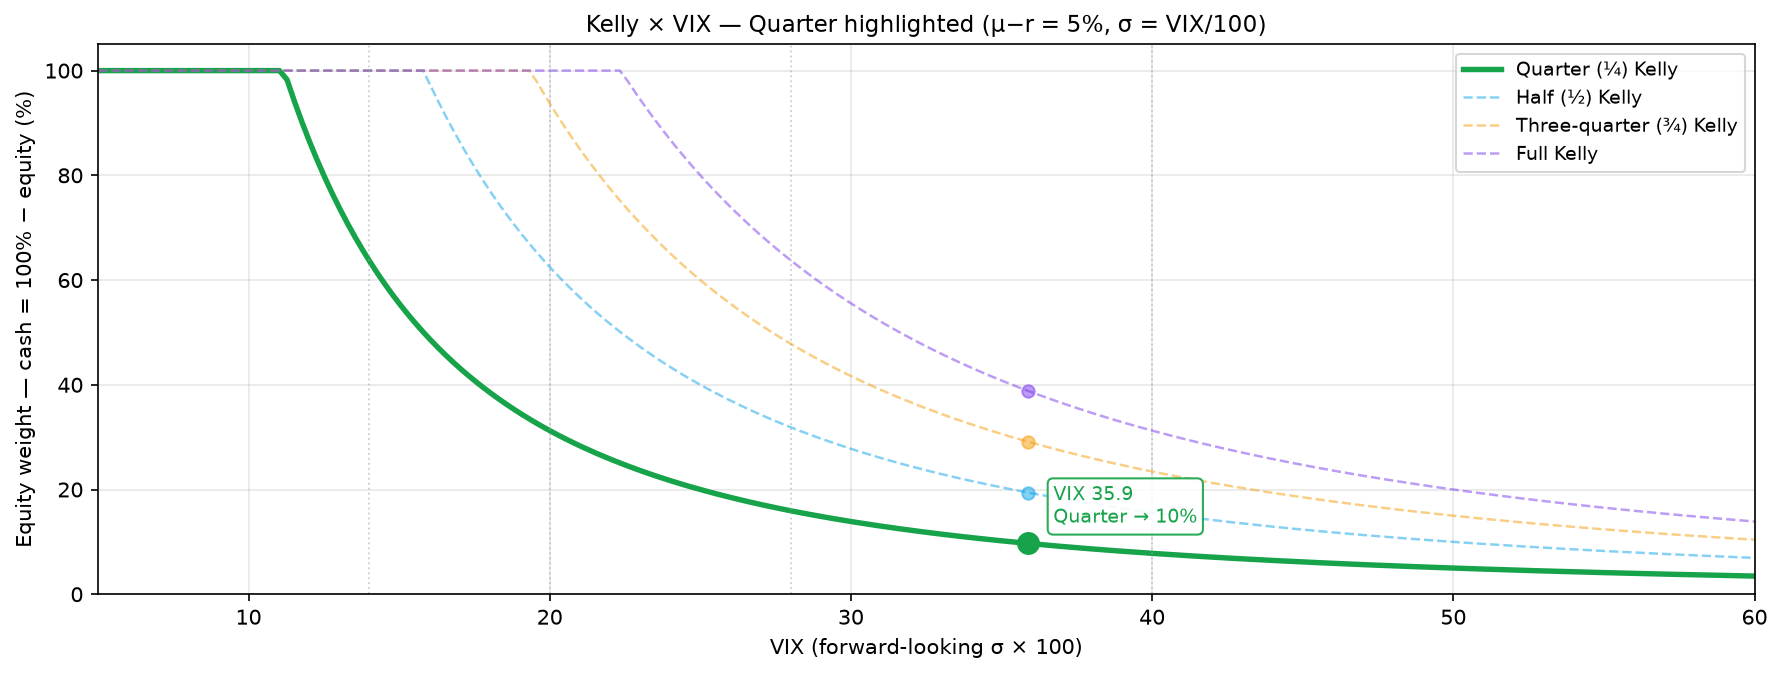 Kelly × VIX — Quarter highlighted (μ−r = 5%, σ = VIX/100)
Equity weight — cash = 100% − equity (%)
100
80
60
40
20
0
Quarter (¼) Kelly
Half (½) Kelly
Three-quarter (¾) Kelly
Full Kelly
VIX 35.9
Quarter → 10%
10
20
30
40
50
60
VIX (forward-looking σ × 100)